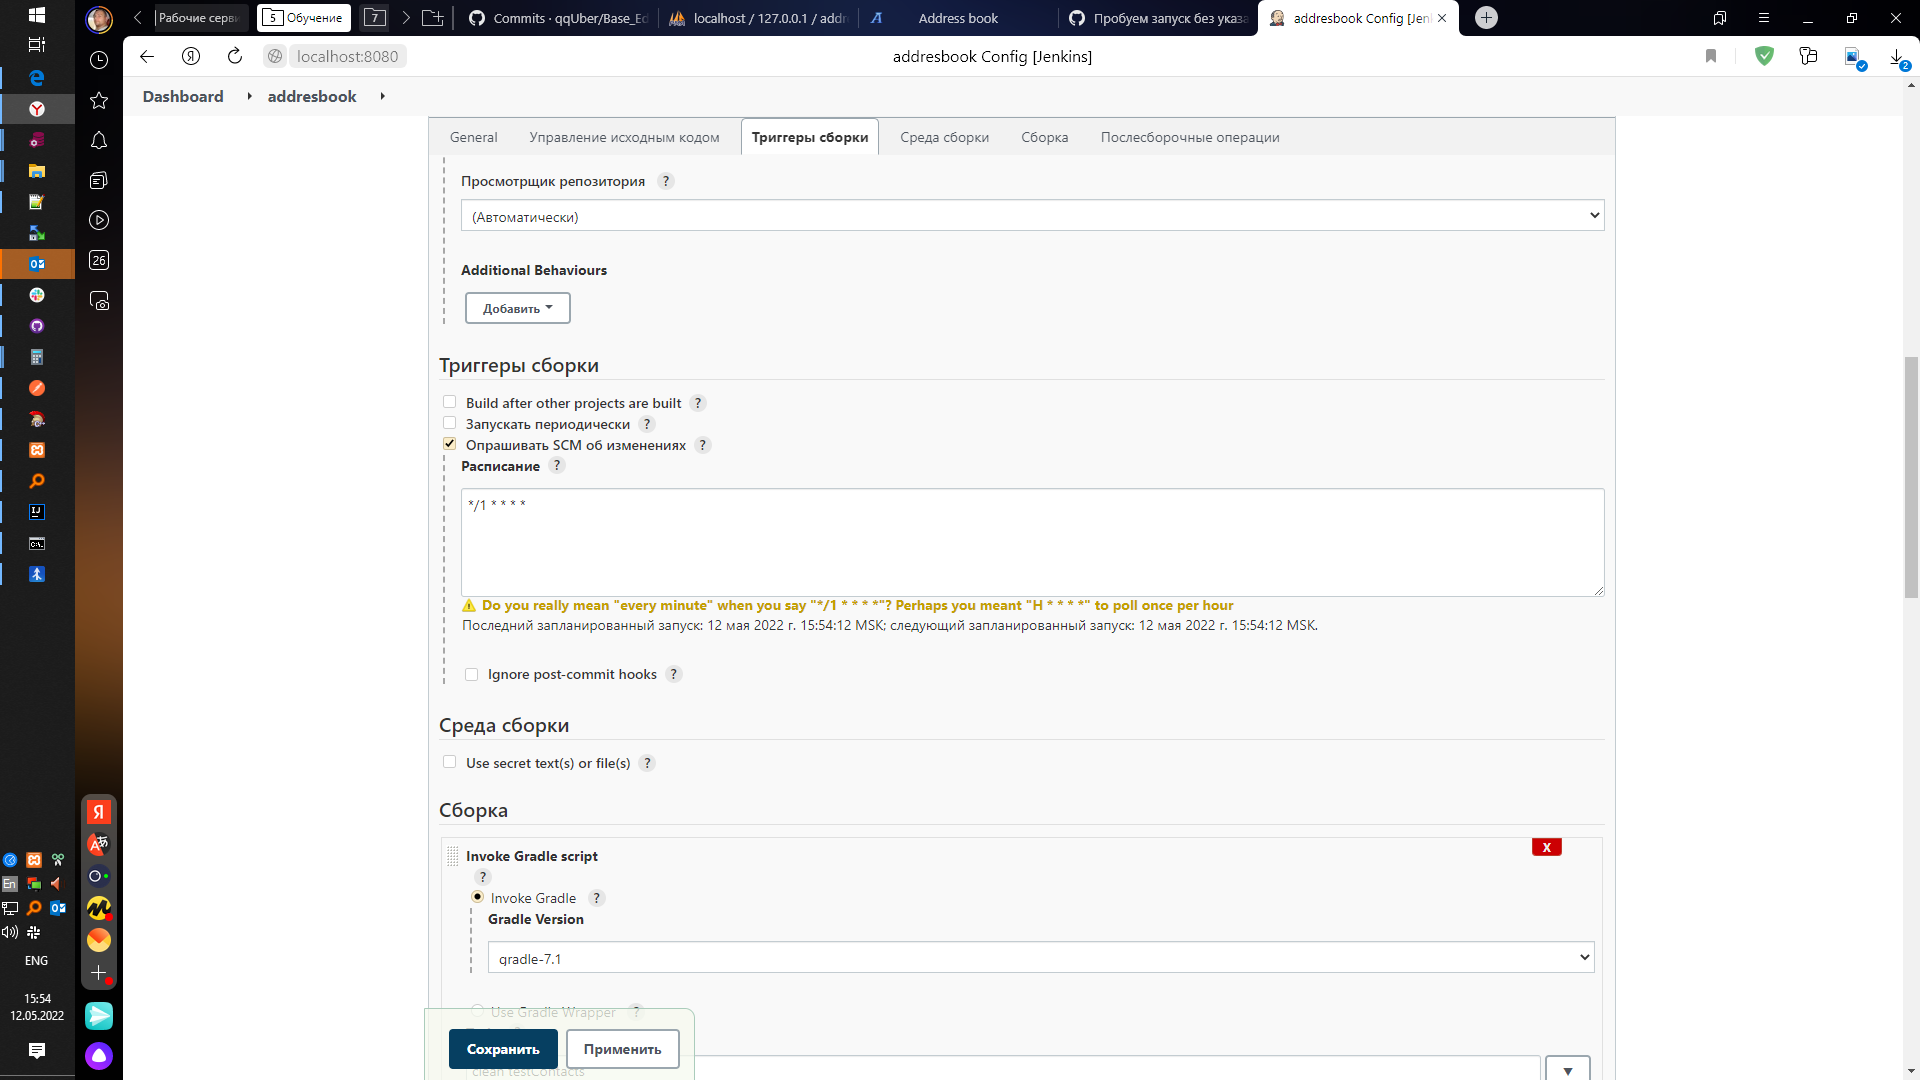 Рабочие серв
5 Обучение
7
Commits · qqUber/Base_Ed
localhost / 127.0.0.1 / addre
Address book
Пробуем запуск без указа
addresbook Config [Jen
localhost:8080
addresbook Config [Jenkins]
2
Dashboard
addresbook
General
Управление исходным кодом
Триггеры сборки
Среда сборки
Сборка
Послесборочные операции
Просмотрщик репозитория ?
(Автоматически)
Additional Behaviours
Добавить
Триггеры сборки
Build after other projects are built ?
Запускать периодически ?
Опрашивать SCM об изменениях ?
Расписание ?
*/1 * * * *
Do you really mean "every minute" when you say "*/1 * * * *"? Perhaps you meant "H * * * *" to poll once per hour
Последний запланированный запуск: 12 мая 2022 г. 15:54:12 MSK; следующий запланированный запуск: 12 мая 2022 г. 15:54:12 MSK.
Ignore post-commit hooks ?
Среда сборки
Use secret text(s) or file(s) ?
Сборка
X
Invoke Gradle script
?
Invoke Gradle ?
Gradle Version
gradle-7.1
Use Gradle Wrapper ?
Сохранить
Применить
clean testContacts
26
Я
En
ENG
15:54
12.05.2022